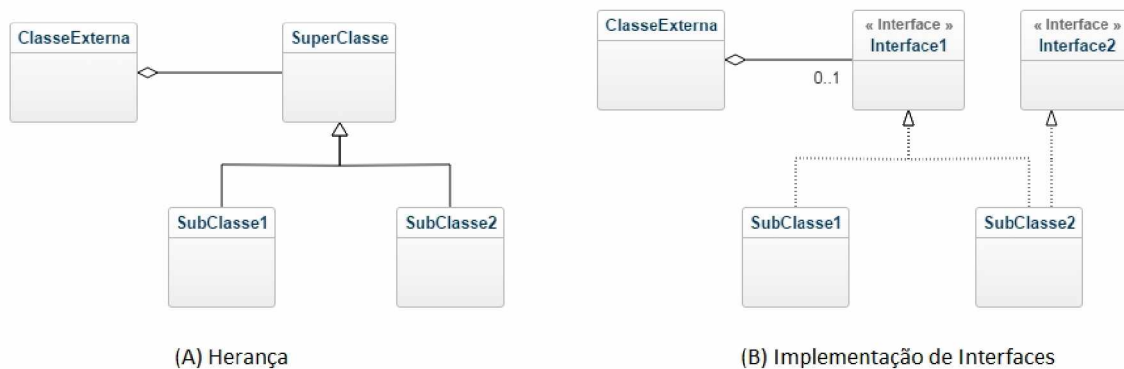 ClasseExterna
SuperClasse
SubClasse1
SubClasse2
(A) Herança
ClasseExterna
« Interface »
Interface1
« Interface »
Interface2
0..1
SubClasse1
SubClasse2
(B) Implementação de Interfaces